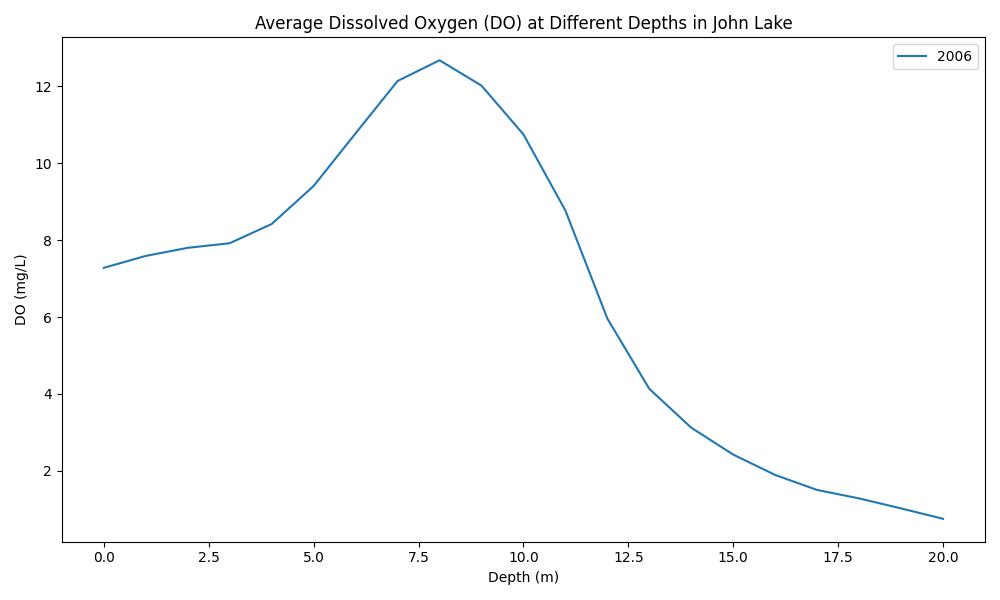 Average Dissolved Oxygen (DO) at Different Depths in John Lake
2006
12
10
8
6
4
2
DO (mg/L)
0.0 2.5 5.0 7.5 10.0 12.5 15.0 17.5 20.0
Depth (m)